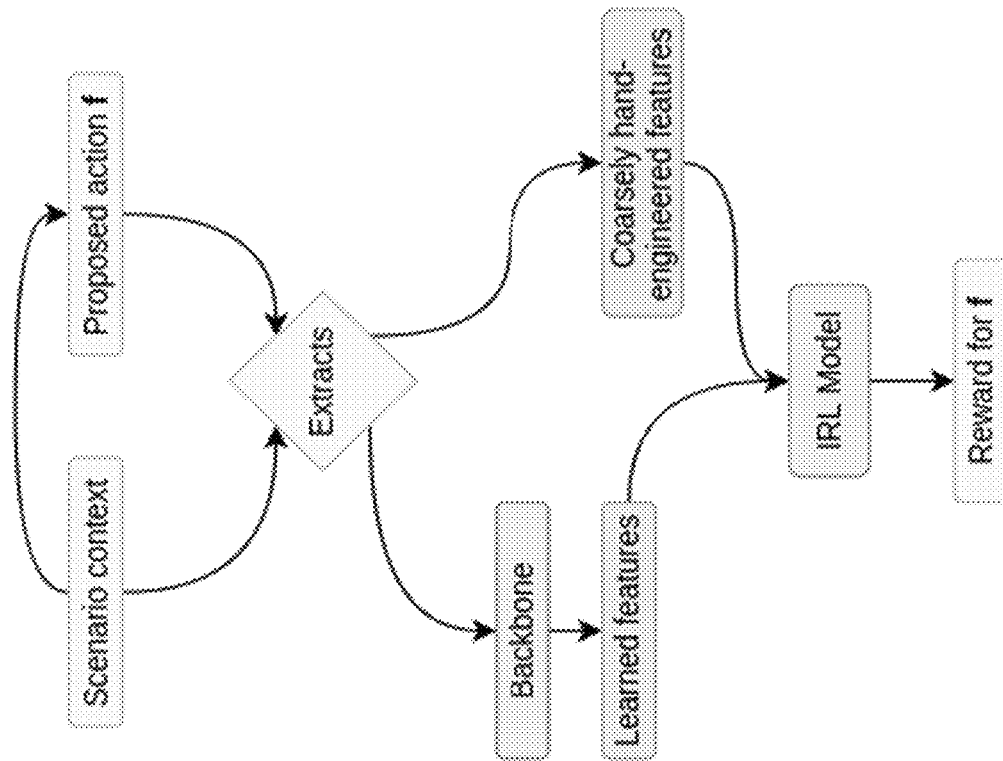 Scenario context
Proposed action f
Extracts
Backbone
Learned features
Coarsely hand-
engineered features
IRL Model
Reward for f